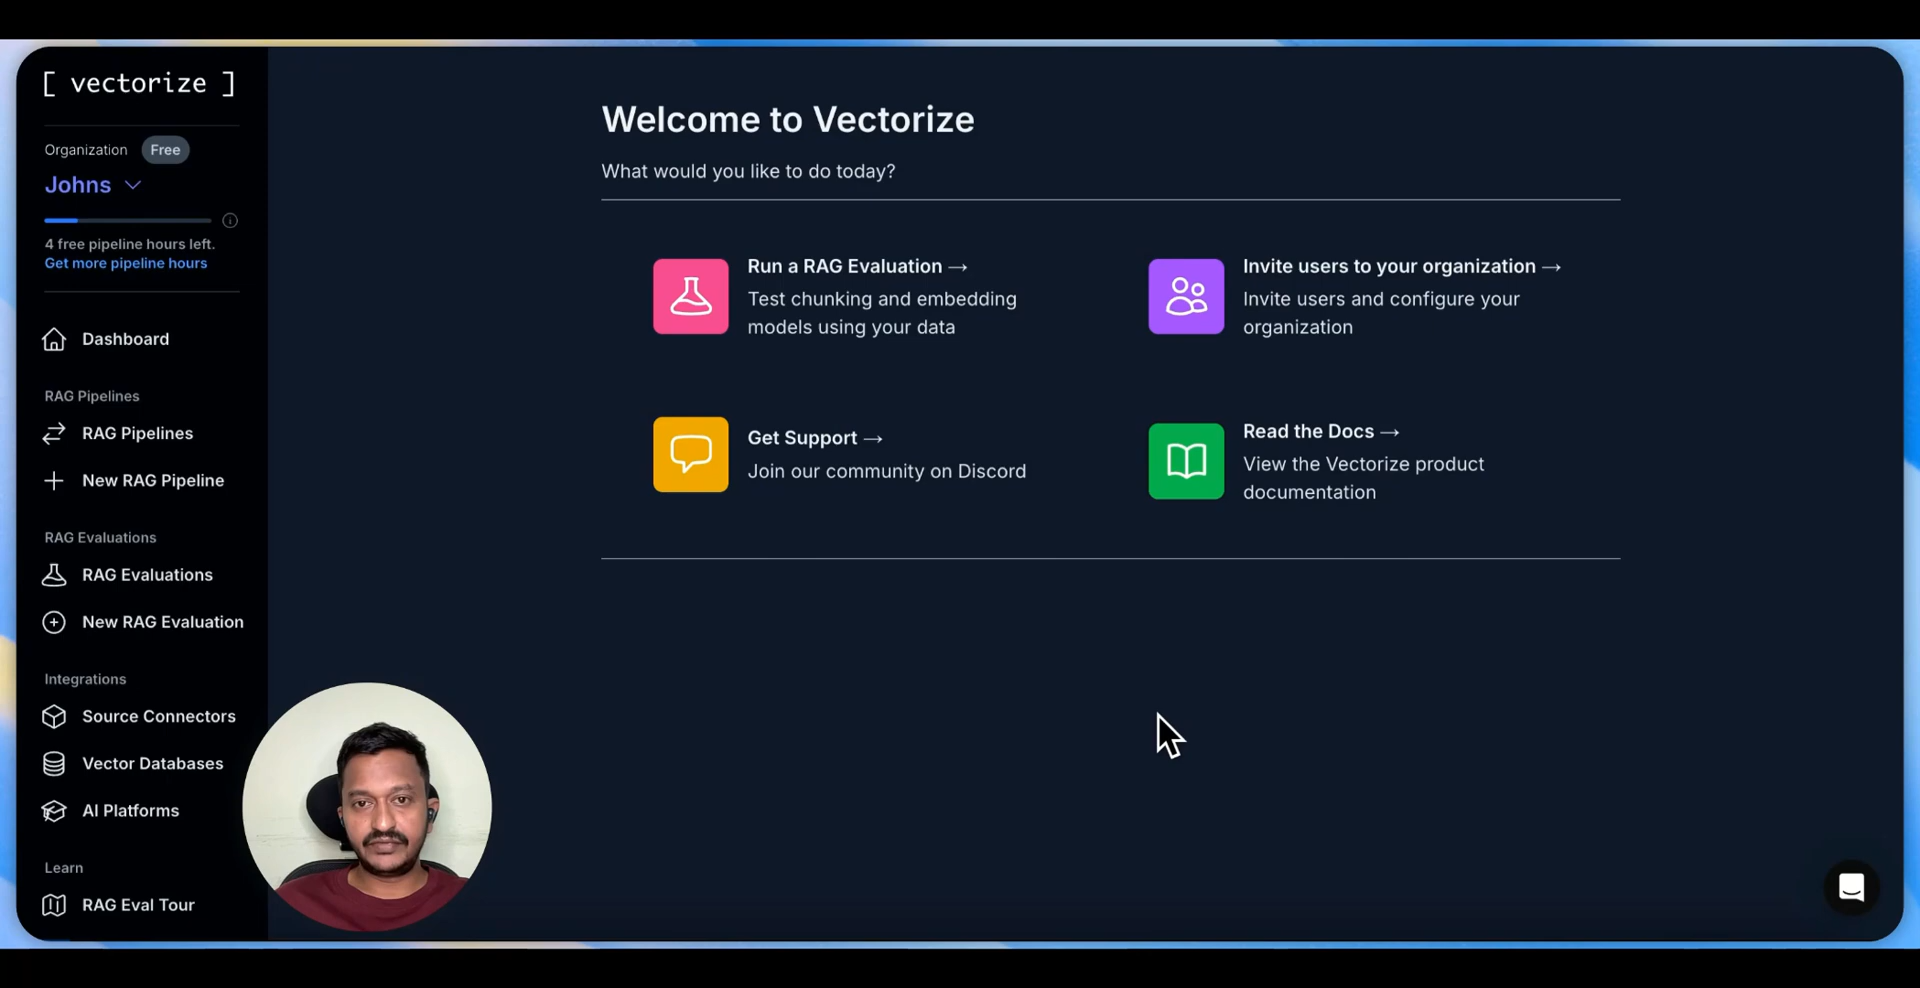 [ vectorize ]
Organization Free
Johns
4 free pipeline hours left.
Get more pipeline hours
Dashboard
RAG Pipelines
RAG Pipelines
New RAG Pipeline
RAG Evaluations
RAG Evaluations
New RAG Evaluation
Integrations
Source Connectors
Vector Databases
AI Platforms
Learn
RAG Eval Tour
Welcome to Vectorize
What would you like to do today?
Run a RAG Evaluation →
Test chunking and embedding
models using your data
Invite users to your organization →
Invite users and configure your
organization
Get Support →
Join our community on Discord
Read the Docs →
View the Vectorize product
documentation